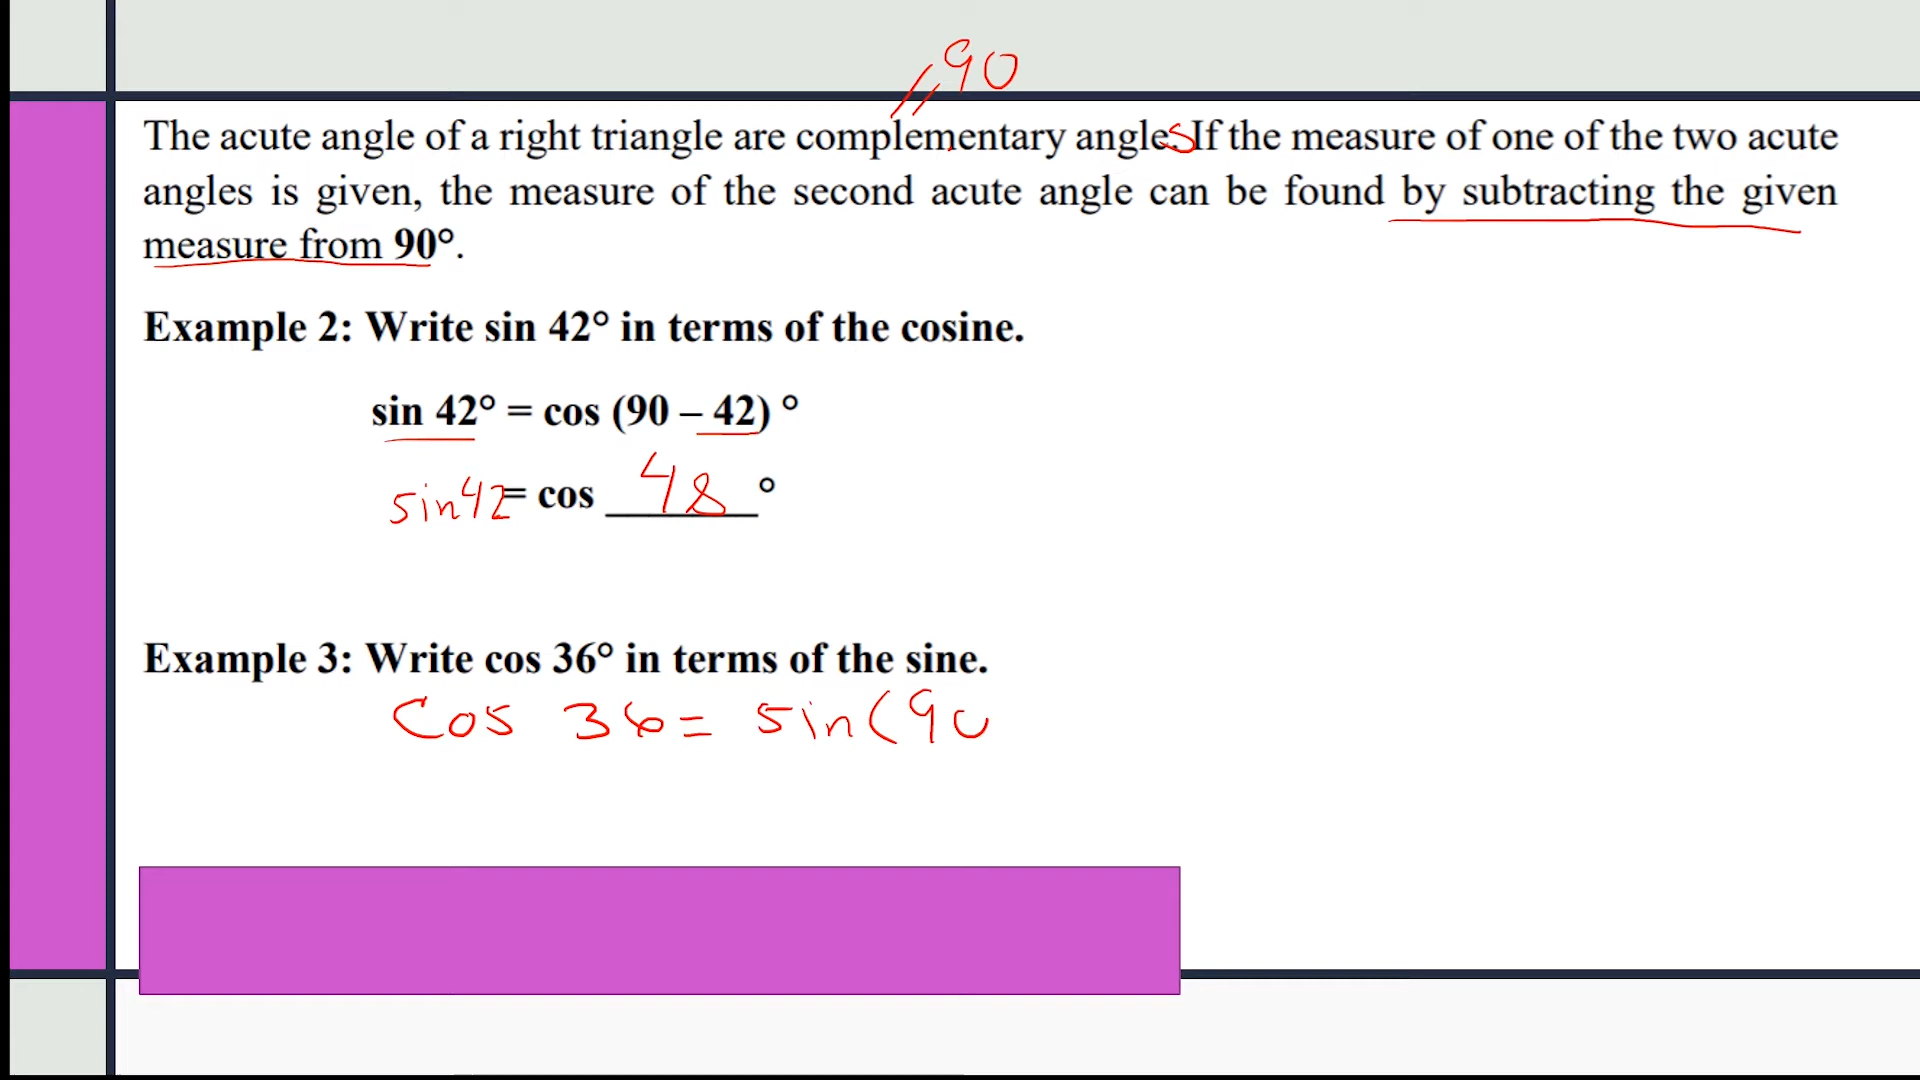 90
The acute angle of a right triangle are complementary angles. If the measure of one of the two acute
angles is given, the measure of the second acute angle can be found by subtracting the given
measure from 90°.
Example 2: Write sin 42° in terms of the cosine.
sin 42° = cos (90 – 42) °
sin 42 = cos 48 °
Example 3: Write cos 36° in terms of the sine.
Cos 36 = sin(90